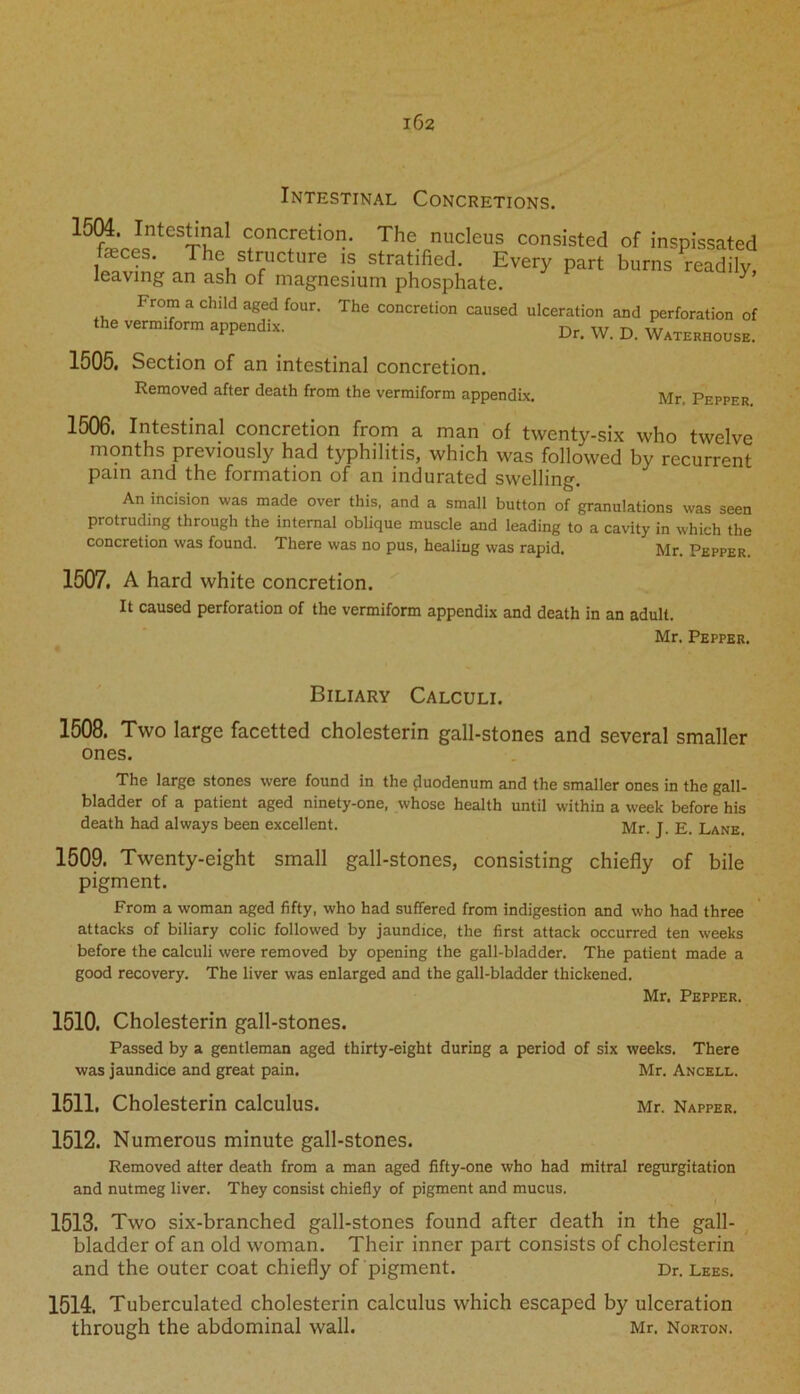 162
INTESTINAL CONCRETIONS.
1504. Intestinal concretion. The nucleus consisted of inspissated
fæces. The structure is stratified. Every part burns readily,
leaving an ash of magnesium phosphate.
From a child aged four. The concretion caused ulceration and perforation of
the vermiform appendix. Dr. W. D. WATERHOUSE.
1505. Section of an intestinal concretion.
Removed after death from the vermiform appendix. Mr. PEPPER.
1506. Intestinal concretion from a man of twenty-six who twelve
months previously had typhilitis, which was followed by recurrent
pain and the formation of an indurated swelling.
An incision was made over this, and a small button of granulations was seen
protruding through the internal oblique muscle and leading to a cavity in which the
concretion was found. There was no pus, healing was rapid. Mr. PEPPER.
1507. A hard white concretion.
It caused perforation of the vermiform appendix and death in an adult.
Mr. PEPPER.
BILIARY CALCULI.
1508. Two large facetted cholesterin gall-stones and several smaller
ones.
The large stones were found in the duodenum and the smaller ones in the gall-
bladder of a patient aged ninety-one, whose health until within a week before his
death had always been excellent. Mr. J. E. LANE.
1509. Twenty-eight small gall-stones, consisting chiefly of bile
pigment.
From a woman aged fifty, who had suffered from indigestion and who had three
attacks of biliary colic followed by jaundice, the first attack occurred ten weeks
before the calculi were removed by opening the gall-bladder. The patient made a
good recovery. The liver was enlarged and the gall-bladder thickened.
Mr. PEPPER.
1510. Cholesterin gall-stones.
Passed by a gentleman aged thirty-eight during a period of six weeks. There
was jaundice and great pain. Mr. ANCELL.
1511. Cholesterin calculus. Mr. NAPPER.
1512. Numerous minute gall-stones.
Removed after death from a man aged fifty-one who had mitral regurgitation
and nutmeg liver. They consist chiefly of pigment and mucus.
1513. Two six-branched gall-stones found after death in the gall-
bladder of an old woman. Their inner part consists of cholesterin
and the outer coat chiefly of pigment. Dr. LEES.
1514. Tuberculated cholesterin calculus which escaped by ulceration
through the abdominal wall. Mr. NORTON.